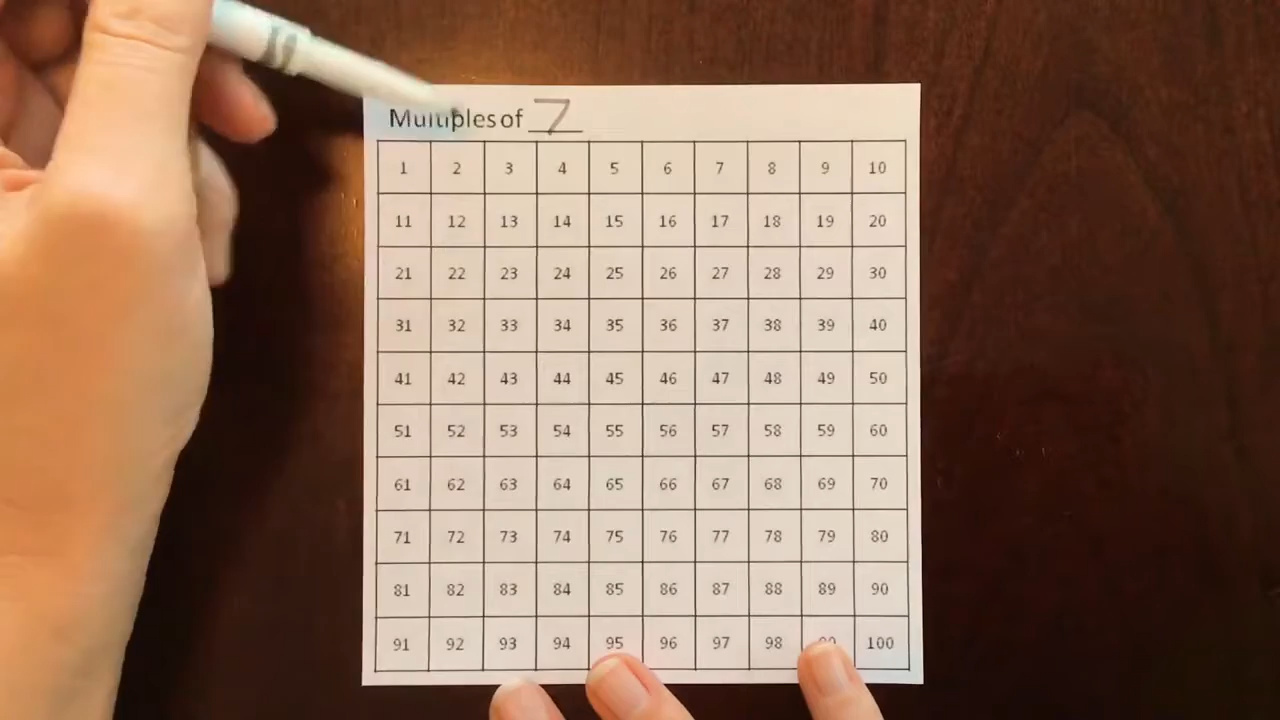 Multiples of 7
1 2 3 4 5 6 7 8 9 10
11 12 13 14 15 16 17 18 19 20
21 22 23 24 25 26 27 28 29 30
31 32 33 34 35 36 37 38 39 40
41 42 43 44 45 46 47 48 49 50
51 52 53 54 55 56 57 58 59 60
61 62 63 64 65 66 67 68 69 70
71 72 73 74 75 76 77 78 79 80
81 82 83 84 85 86 87 88 89 90
91 92 93 94 95 96 97 98 99 100